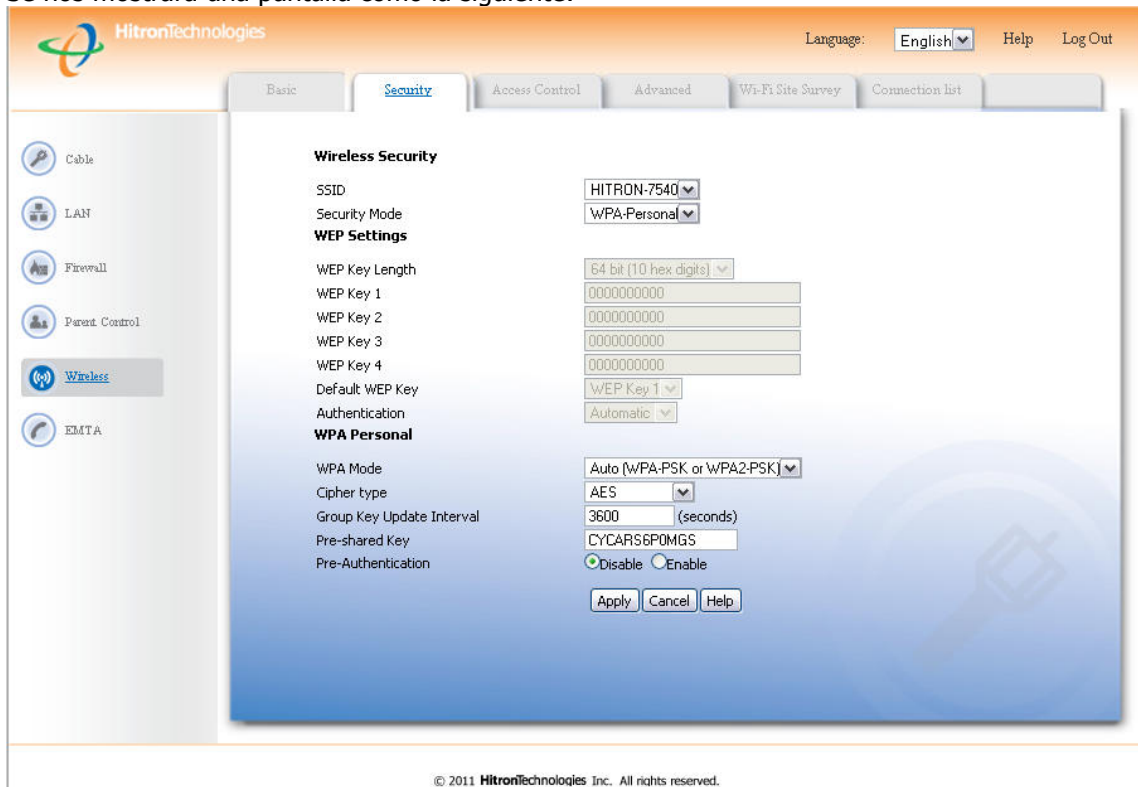 Se nos mostrará una pantalla como la siguiente:
HitronTechnologies
Language: English Help Log Out
Basic Security Access Control Advanced Wi-Fi Site Survey Connection list
Cable
LAN
Firewall
Parent Control
Wireless
EMTA
Wireless Security
SSID HITRON-7540
Security Mode WPA-Personal
WEP Settings
WEP Key Length 64 bit (10 hex digits)
WEP Key 1 0000000000
WEP Key 2 0000000000
WEP Key 3 0000000000
WEP Key 4 0000000000
Default WEP Key WEP Key 1
Authentication Automatic
WPA Personal
WPA Mode Auto (WPA-PSK or WPA2-PSK)
Cipher type AES
Group Key Update Interval 3600 (seconds)
Pre-shared Key CYCARS6P0MGS
Pre-Authentication Disable Enable
Apply Cancel Help
© 2011 HitronTechnologies Inc. All rights reserved.